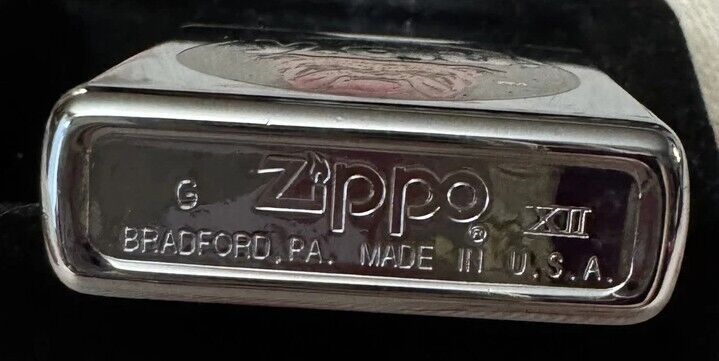 G Zippo® XII
BRADFORD, PA. MADE IN U.S.A.